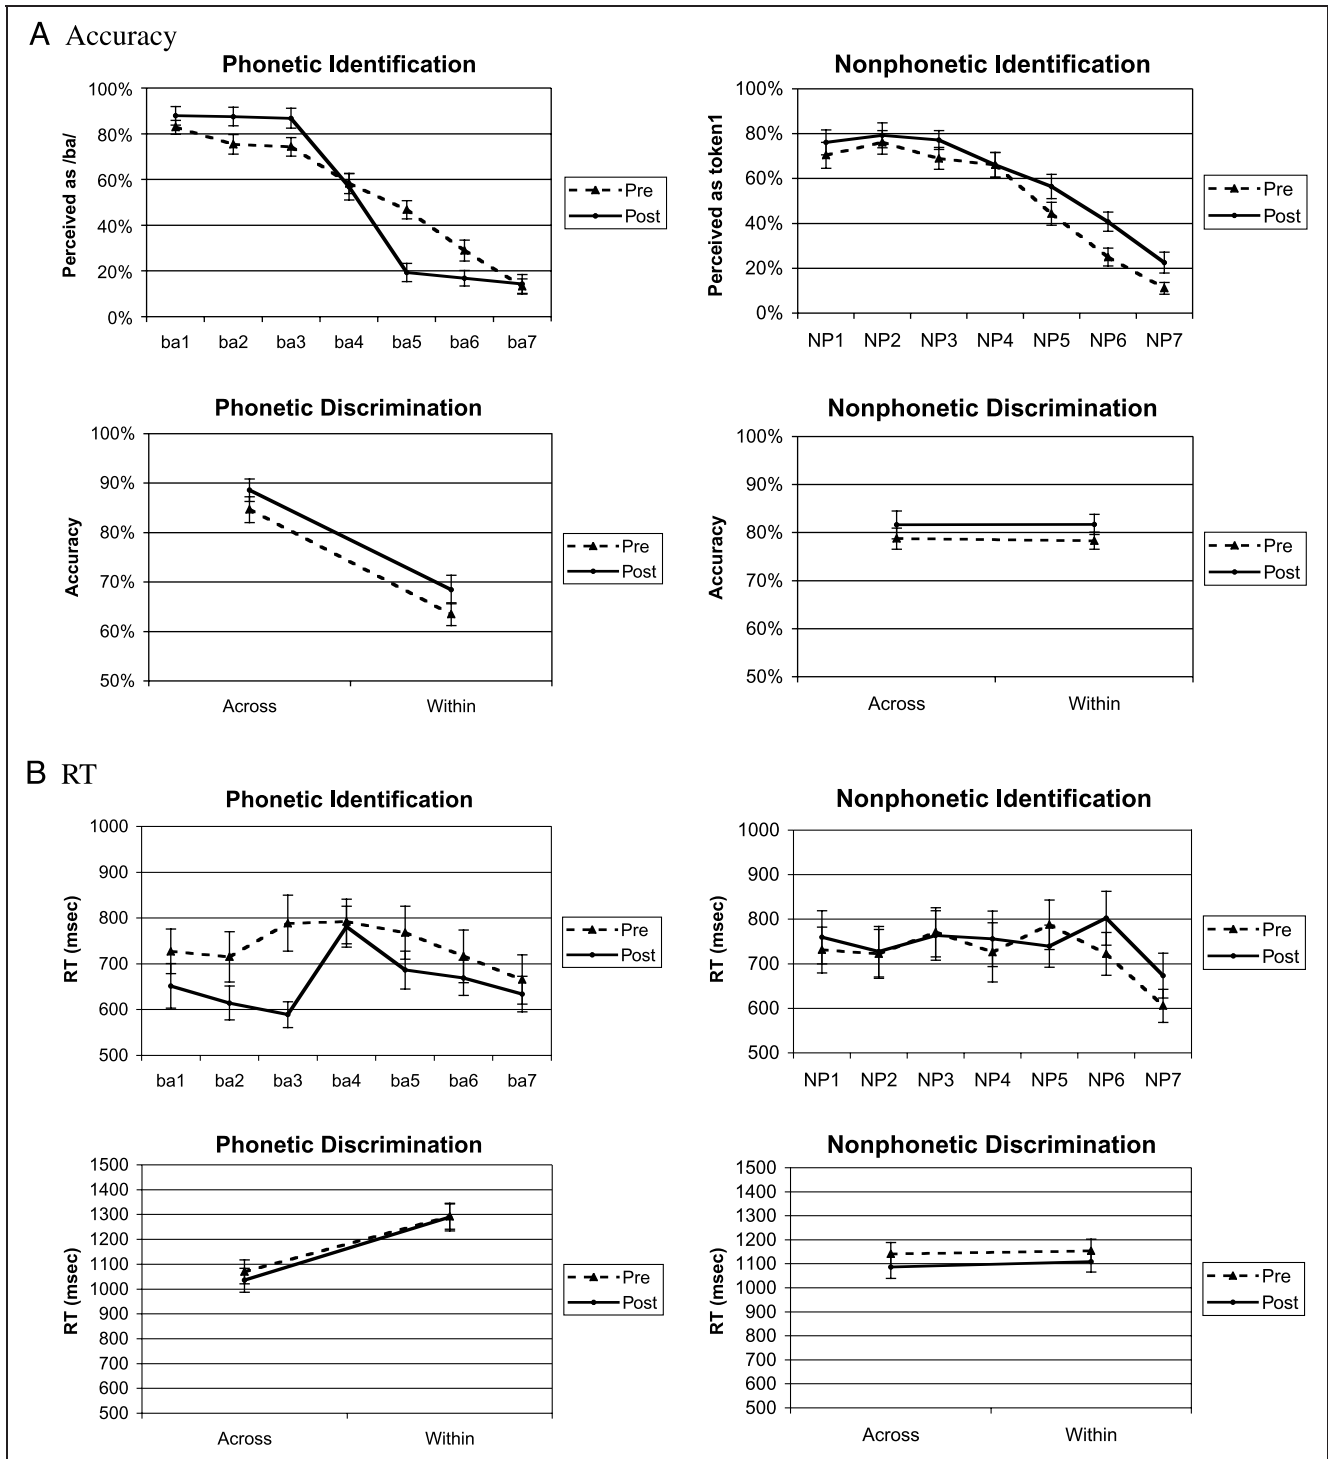 A Accuracy
Phonetic Identification
Perceived as /ba/
100%
80%
60%
40%
20%
0%
ba1 ba2 ba3 ba4 ba5 ba6 ba7
Pre
Post
Nonphonetic Identification
Perceived as token1
100%
80%
60%
40%
20%
0%
NP1 NP2 NP3 NP4 NP5 NP6 NP7
Pre
Post
Phonetic Discrimination
Accuracy
100%
90%
80%
70%
60%
50%
Across Within
Pre
Post
Nonphonetic Discrimination
Accuracy
100%
90%
80%
70%
60%
50%
Across Within
Pre
Post
B RT
Phonetic Identification
RT (msec)
1000
900
800
700
600
500
ba1 ba2 ba3 ba4 ba5 ba6 ba7
Pre
Post
Nonphonetic Identification
RT (msec)
1000
900
800
700
600
500
NP1 NP2 NP3 NP4 NP5 NP6 NP7
Pre
Post
Phonetic Discrimination
RT (msec)
1500
1400
1300
1200
1100
1000
900
800
700
600
500
Across Within
Pre
Post
Nonphonetic Discrimination
RT (msec)
1500
1400
1300
1200
1100
1000
900
800
700
600
500
Across Within
Pre
Post